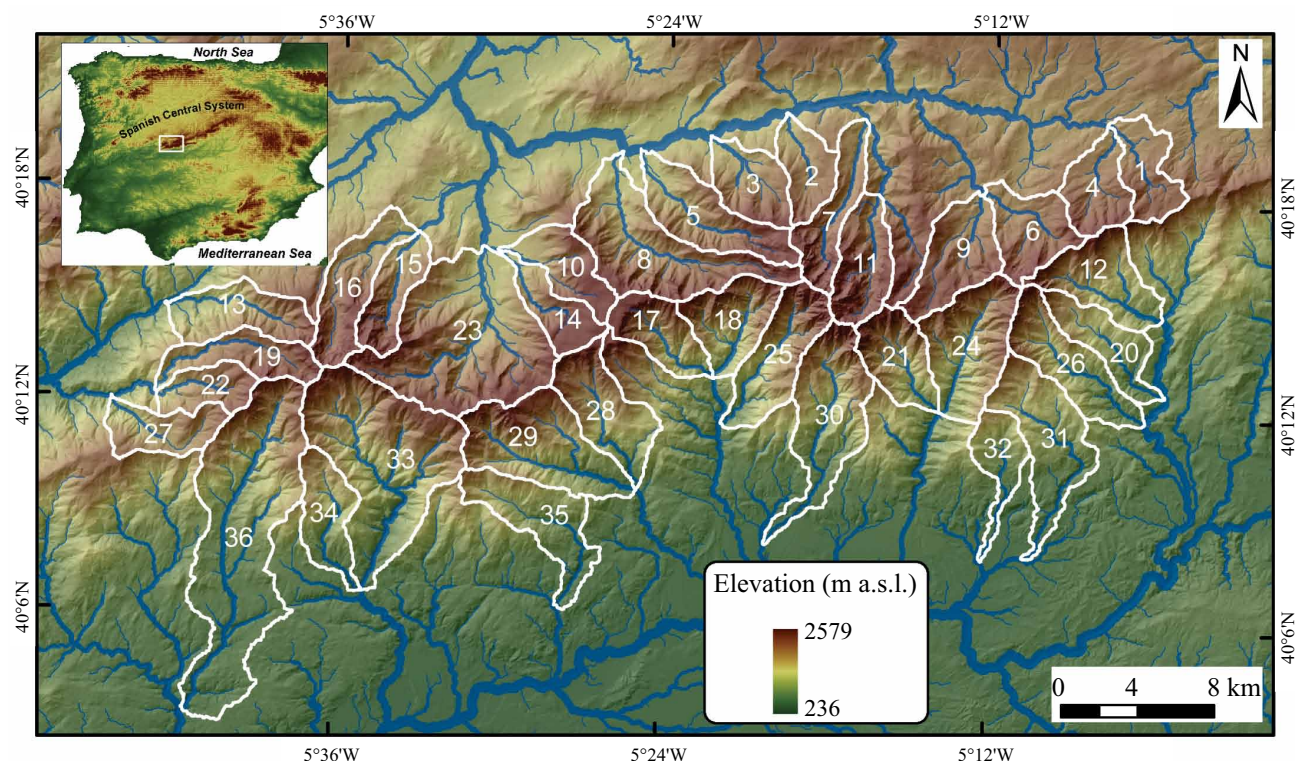 5°36'W
5°24'W
5°12'W
North Sea
Spanish Central System
Mediterranean Sea
N
40°18'N
40°18'N
1
2
3
4
5
6
7
8
9
10
11
12
13
14
15
16
17
18
19
20
21
22
23
24
25
26
27
28
29
30
31
32
33
34
35
36
40°12'N
40°12'N
40°6'N
40°6'N
Elevation (m a.s.l.)
2579
236
0 4 8 km
5°36'W
5°24'W
5°12'W